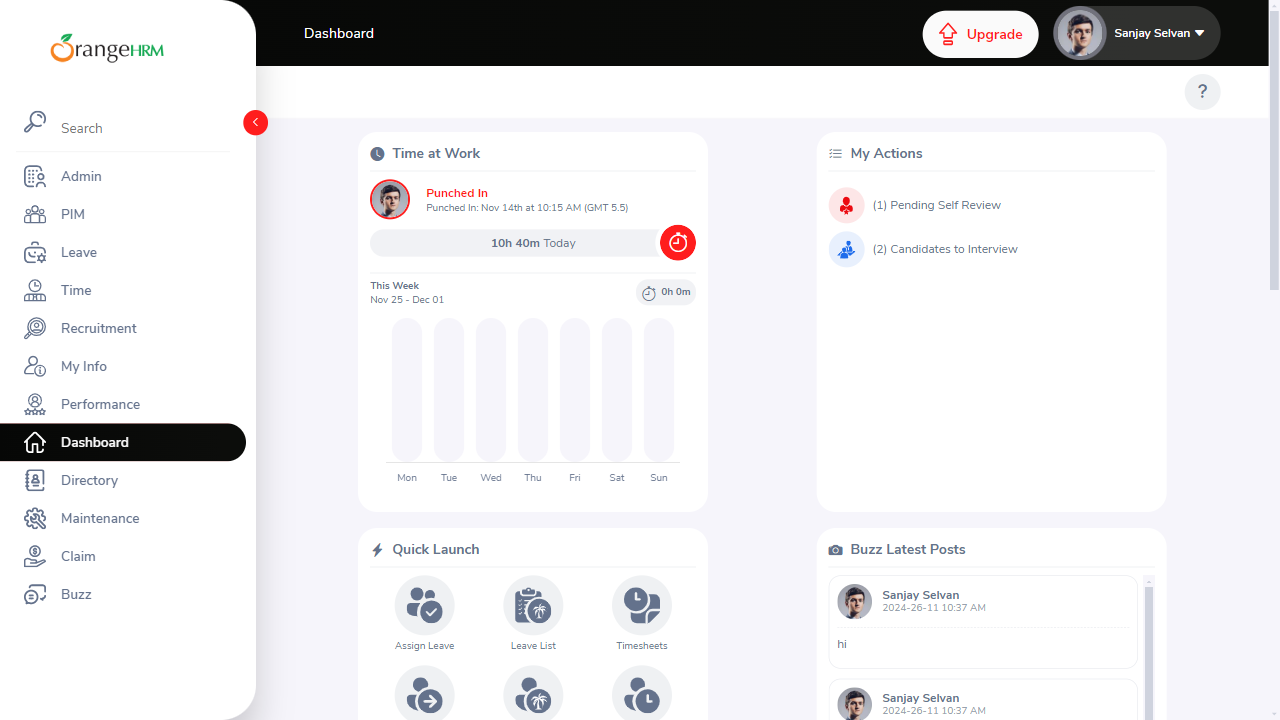 OrangeHRM
Dashboard
Upgrade
Sanjay Selvan
?
Search
Admin
PIM
Leave
Time
Recruitment
My Info
Performance
Dashboard
Directory
Maintenance
Claim
Buzz
Time at Work
Punched In
Punched In: Nov 14th at 10:15 AM (GMT 5.5)
10h 40m Today
This Week
Nov 25 - Dec 01
0h 0m
Mon Tue Wed Thu Fri Sat Sun
My Actions
(1) Pending Self Review
(2) Candidates to Interview
Quick Launch
Assign Leave Leave List Timesheets
Buzz Latest Posts
Sanjay Selvan
2024-26-11 10:37 AM
hi
Sanjay Selvan
2024-26-11 10:37 AM